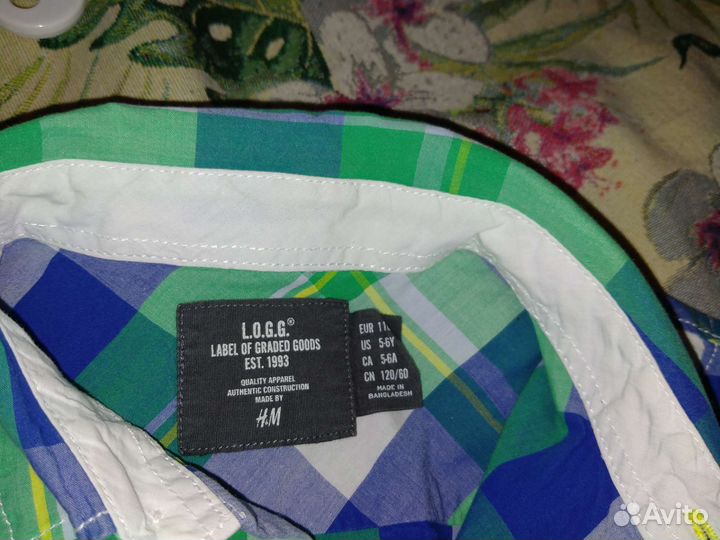 L.O.G.G.®
LABEL OF GRADED GOODS
EST. 1993
QUALITY APPAREL
AUTHENTIC CONSTRUCTION
MADE BY
H&M
EUR
US 5-6Y
CA 5-6A
CN 120/60
MADE IN
BANGLADESH
Avito